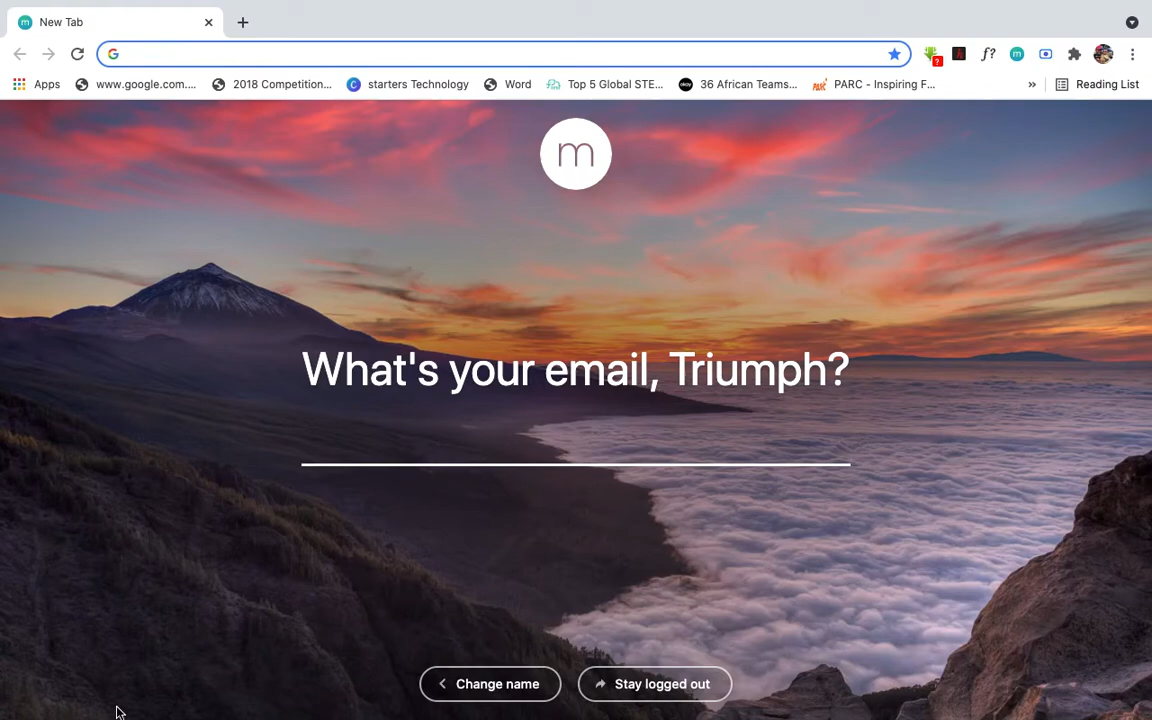 m New Tab
Apps www.google.com.... 2018 Competition... starters Technology Word Top 5 Global STE... 36 African Teams... PARC - Inspiring F... » Reading List
f?
m
m
What's your email, Triumph?
Change name
Stay logged out